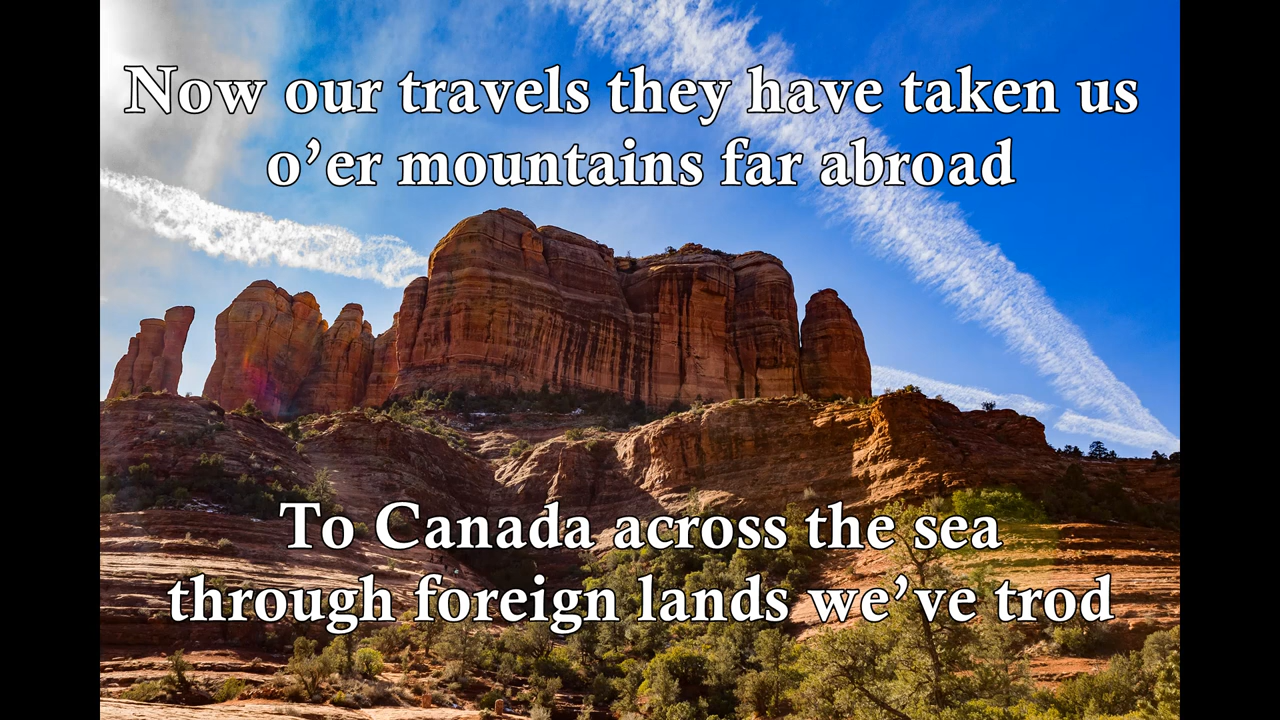 Now our travels they have taken us
o’er mountains far abroad
To Canada across the sea
through foreign lands we’ve trod